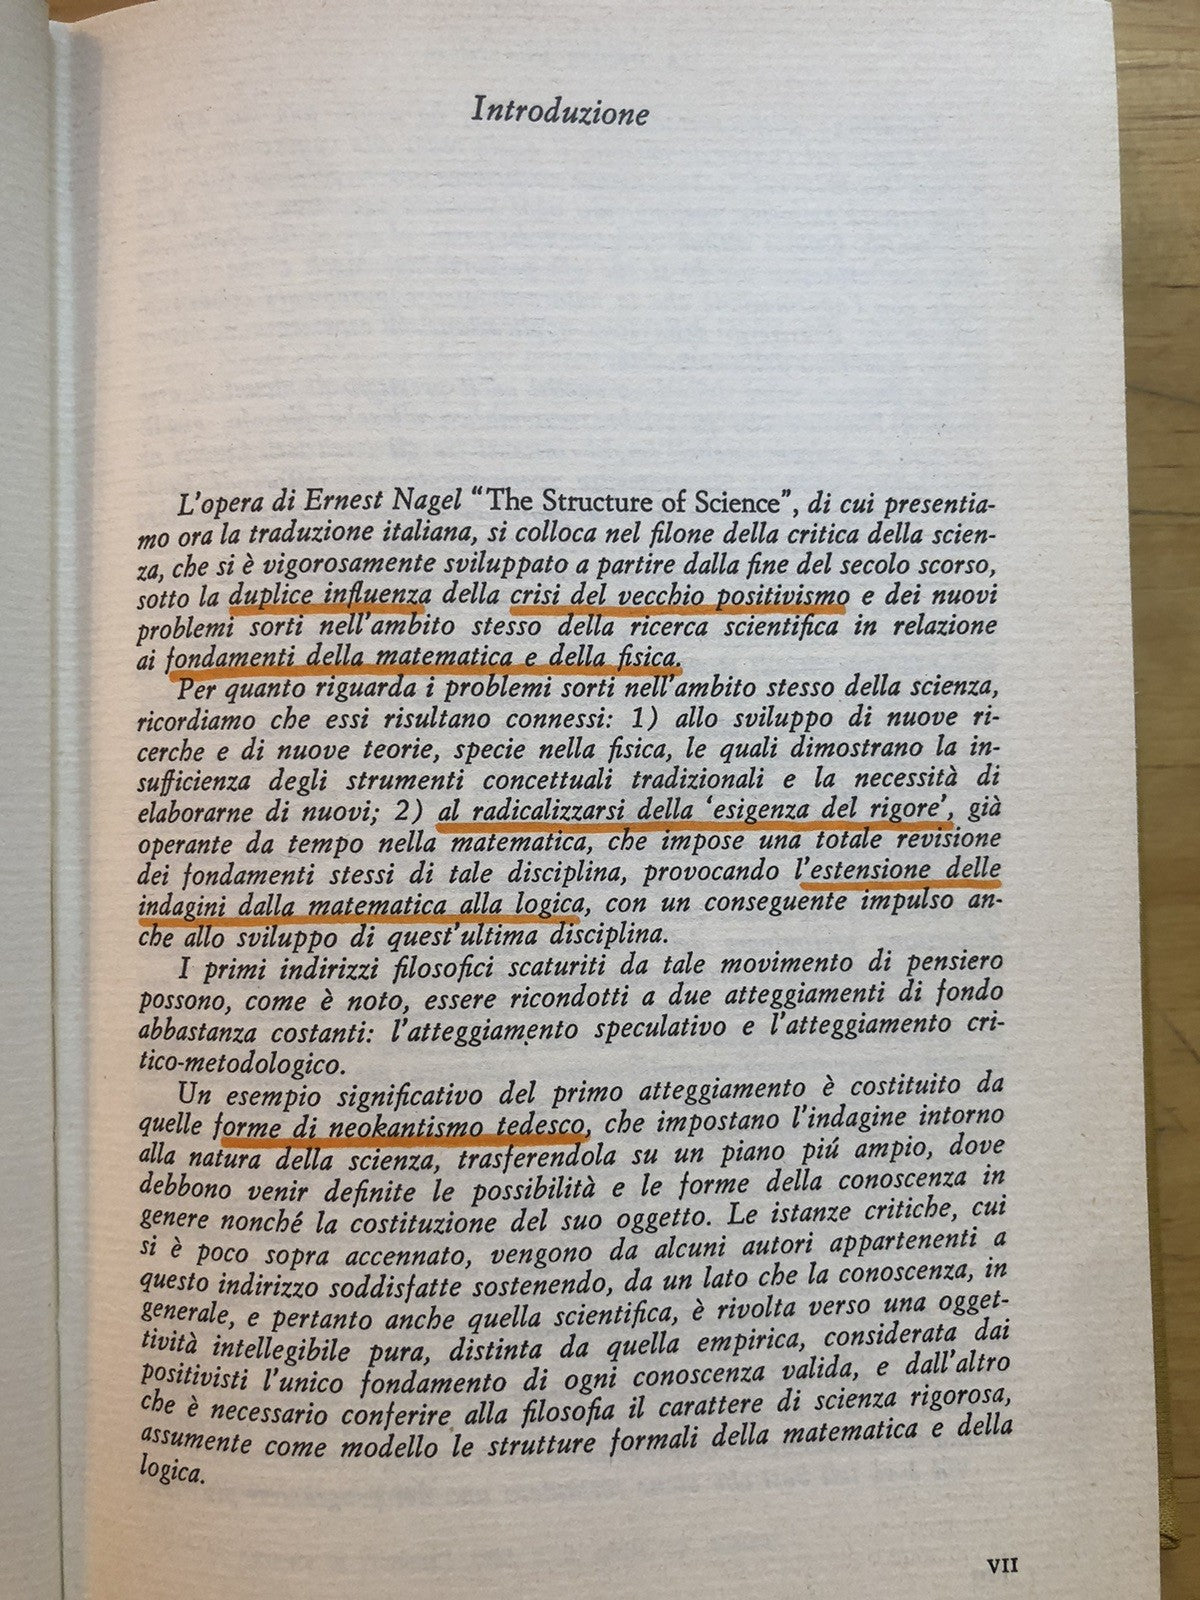 Introduzione
L'opera di Ernest Nagel “The Structure of Science”, di cui presentia-
mo ora la traduzione italiana, si colloca nel filone della critica della scien-
za, che si è vigorosamente sviluppato a partire dalla fine del secolo scorso,
sotto la duplice influenza della crisi del vecchio positivismo e dei nuovi
problemi sorti nell'ambito stesso della ricerca scientifica in relazione
ai fondamenti della matematica e della fisica.
Per quanto riguarda i problemi sorti nell'ambito stesso della scienza,
ricordiamo che essi risultano connessi: 1) allo sviluppo di nuove ri-
cerche e di nuove teorie, specie nella fisica, le quali dimostrano la in-
sufficienza degli strumenti concettuali tradizionali e la necessità di
elaborarne di nuovi; 2) al radicalizzarsi della ‘esigenza del rigore’, già
operante da tempo nella matematica, che impose una totale revisione
dei fondamenti stessi di tale disciplina, provocando l'estensione delle
indagini dalla matematica alla logica, con un conseguente impulso an-
che allo sviluppo di quest'ultima disciplina.
I primi indirizzi filosofici scaturiti da tale movimento di pensiero
possono, come è noto, essere ricondotti a due atteggiamenti di fondo
abbastanza costanti: l'atteggiamento speculativo e l'atteggiamento cri-
tico-metodologico.
Un esempio significativo del primo atteggiamento è costituito da
quelle forme di neokantismo tedesco, che impostano l'indagine intorno
alla natura della scienza, trasferendola su un piano piú ampio, dove
debbono venir definite le possibilità e le forme della conoscenza in
genere nonché la costituzione del suo oggetto. Le istanze critiche, cui
si è poco sopra accennato, vengono da alcuni autori appartenenti a
questo indirizzo soddisfatte sostenendo, da un lato che la conoscenza, in
generale, e pertanto anche quella scientifica, è rivolta verso una ogget-
tività intellegibile pura, distinta da quella empirica, considerata dai
positivisti l'unico fondamento di ogni conoscenza valida, e dall'altro
che è necessario conferire alla filosofia il carattere di scienza rigorosa,
assumente come modello le strutture formali della matematica e della
logica.
VII